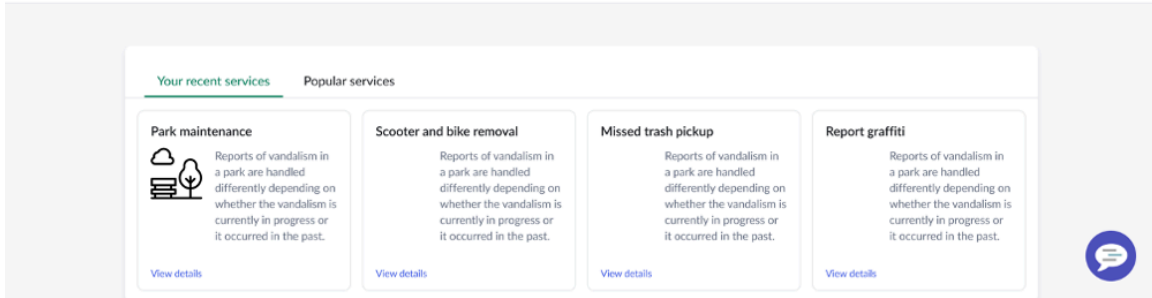 Your recent services Popular services
Park maintenance
Reports of vandalism in
a park are handled
differently depending on
whether the vandalism is
currently in progress or
it occurred in the past.
View details
Scooter and bike removal
Reports of vandalism in
a park are handled
differently depending on
whether the vandalism is
currently in progress or
it occurred in the past.
View details
Missed trash pickup
Reports of vandalism in
a park are handled
differently depending on
whether the vandalism is
currently in progress or
it occurred in the past.
View details
Report graffiti
Reports of vandalism in
a park are handled
differently depending on
whether the vandalism is
currently in progress or
it occurred in the past.
View details